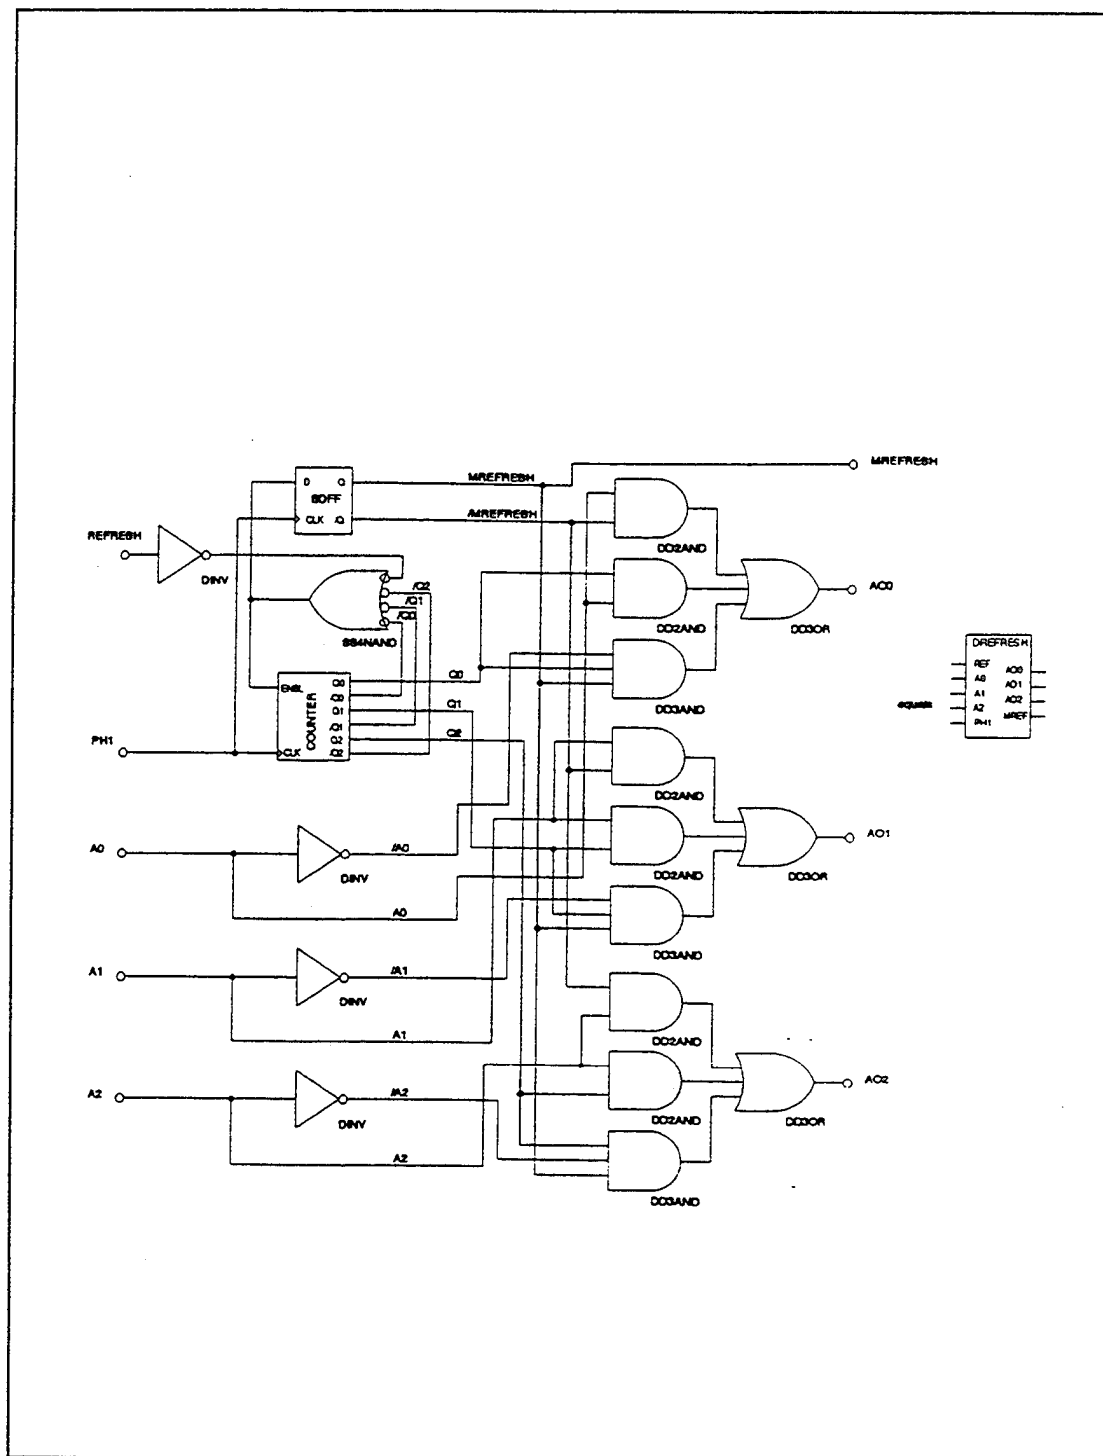 MREFRESH
MREFRESH
D Q
SDFF
CLK /Q
/MREFRESH
REFRESH
DINV
DD2AND
/Q2
/Q1
/Q0
AO0
SS4NAND
DD2AND
DD3OR
DREFRESH
REF
A0
A1
A2
PH1
AO0
AO1
AO2
MREF
equals
ENBL
COUNTER
CLK
Q0
/Q0
Q1
/Q1
Q2
/Q2
Q0
Q1
Q2
DD3AND
PH1
DD2AND
A0
/A0
DINV
A0
AO1
DD2AND
DD3OR
DD3AND
A1
/A1
DINV
A1
DD2AND
A2
/A2
DINV
A2
AO2
DD2AND
DD3OR
DD3AND